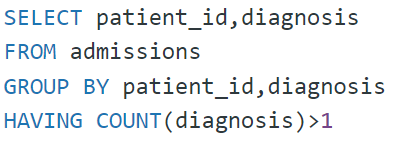 SELECT patient_id,diagnosis
FROM admissions
GROUP BY patient_id,diagnosis
HAVING COUNT(diagnosis)>1